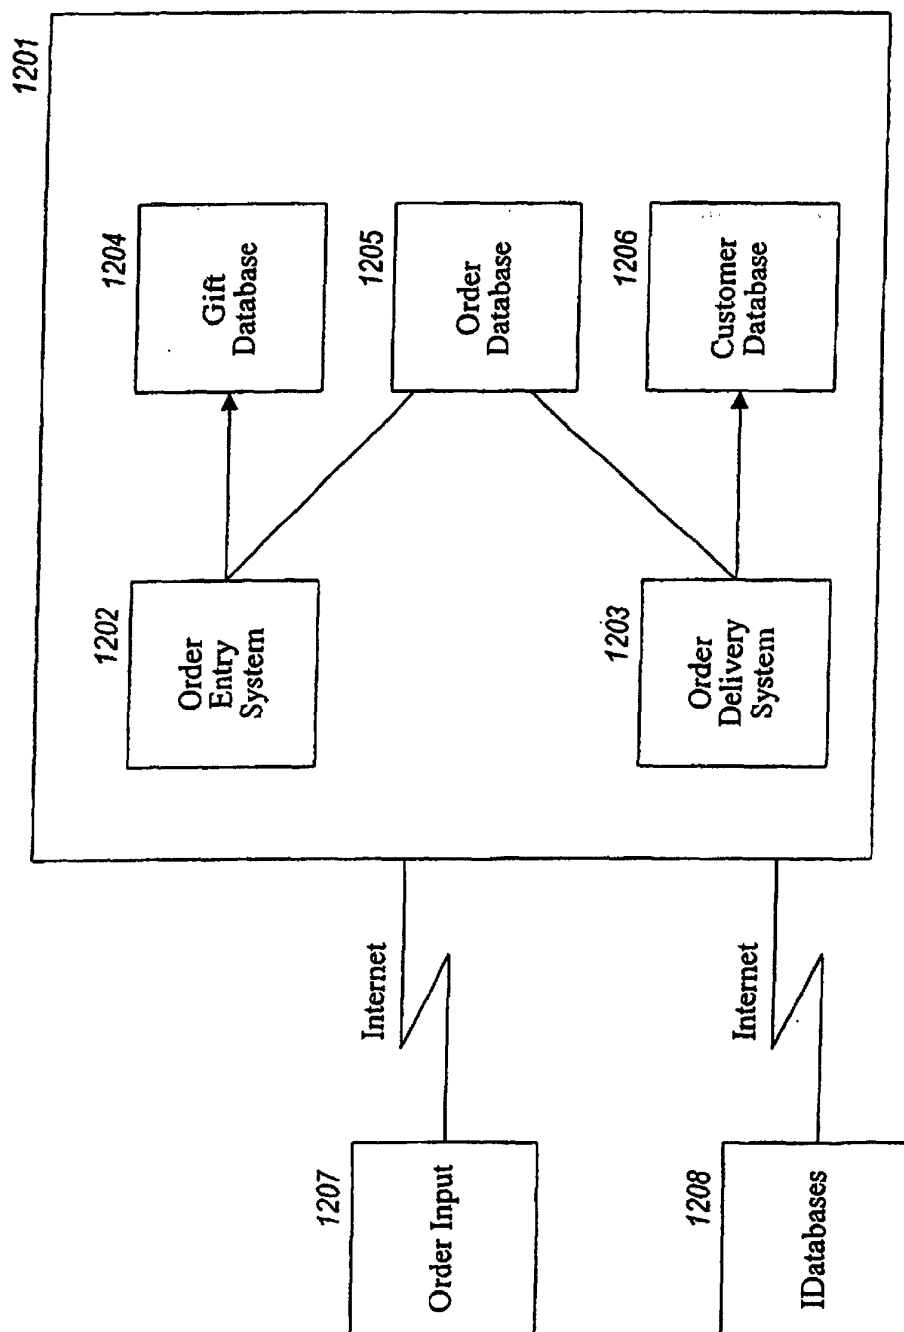 1201
1202
Order
Entry
System
1204
Gift
Database
1205
Order
Database
1203
Order
Delivery
System
1206
Customer
Database
Internet
Internet
1207
Order Input
1208
IDatabases